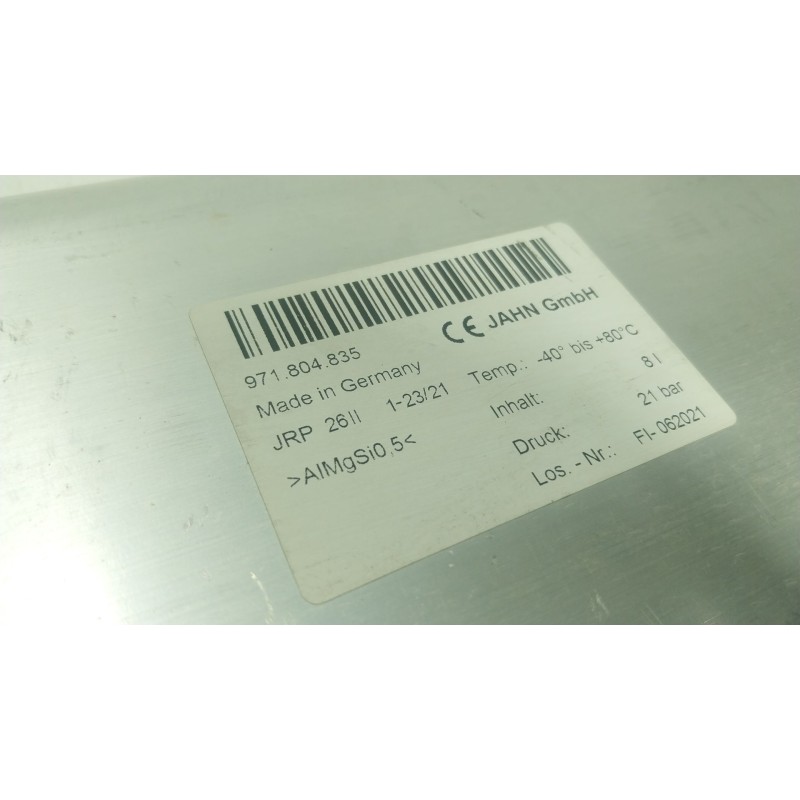 971.804.835
CE JAHN GmbH
Made in Germany
Temp.: -40° bis +80°C
JRP 26II 1-23/21
Inhalt: 8 l
>AlMgSi0,5<
Druck: 21 bar
Los.-Nr.: FI-062021